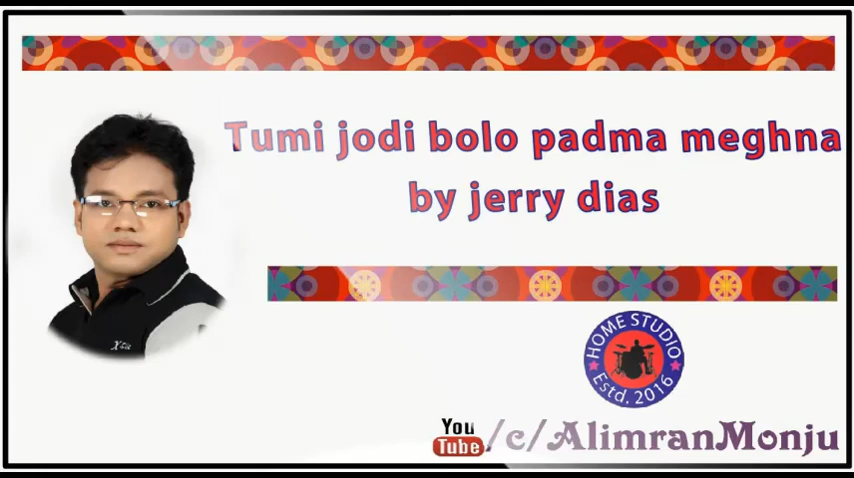 Tumi jodi bolo padma meghna
by jerry dias
HOME STUDIO
Estd. 2016
You
Tube /c/AlimranMonju